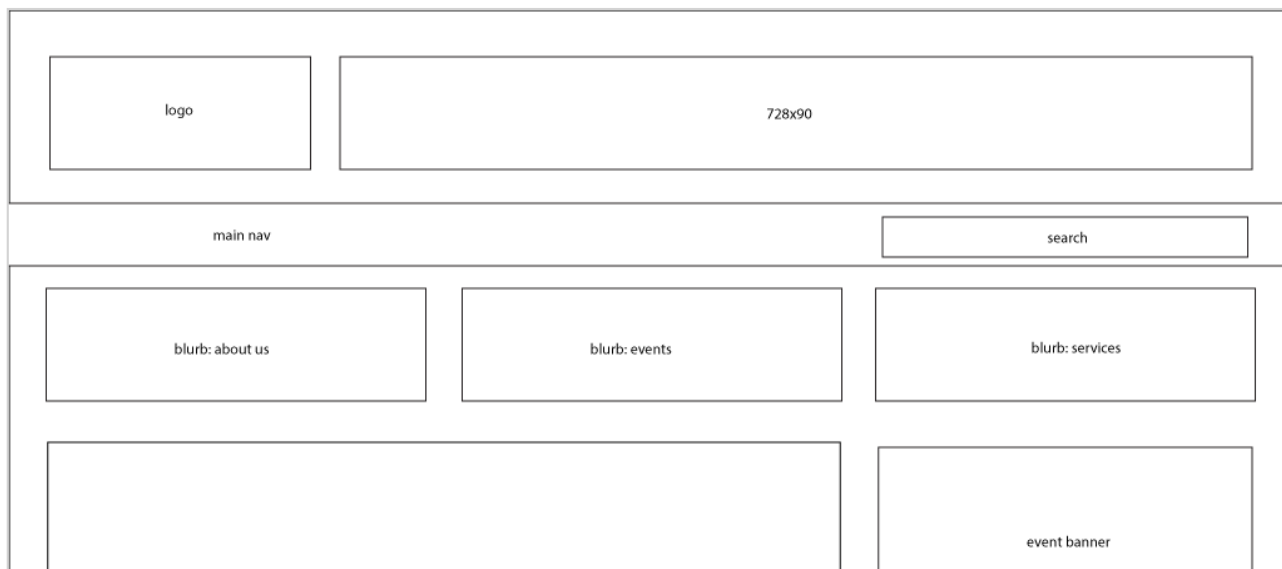 logo
728x90
main nav
search
blurb: about us
blurb: events
blurb: services
event banner